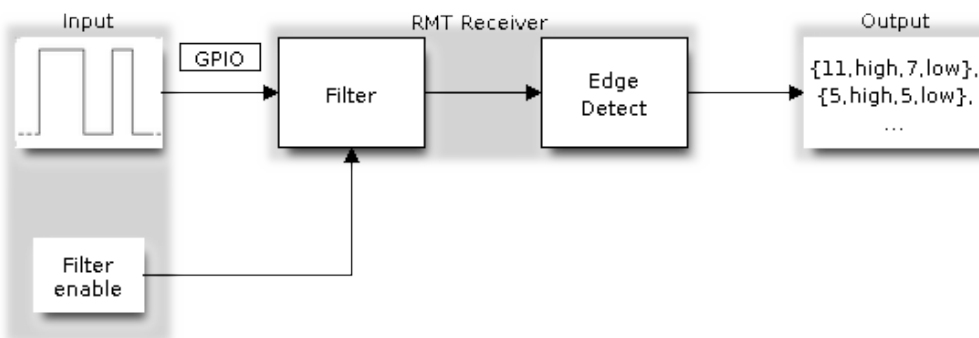 Input
RMT Receiver
Output
GPIO
Filter
Edge
Detect
{11,high,7,low},
{5,high,5,low},
...
Filter
enable